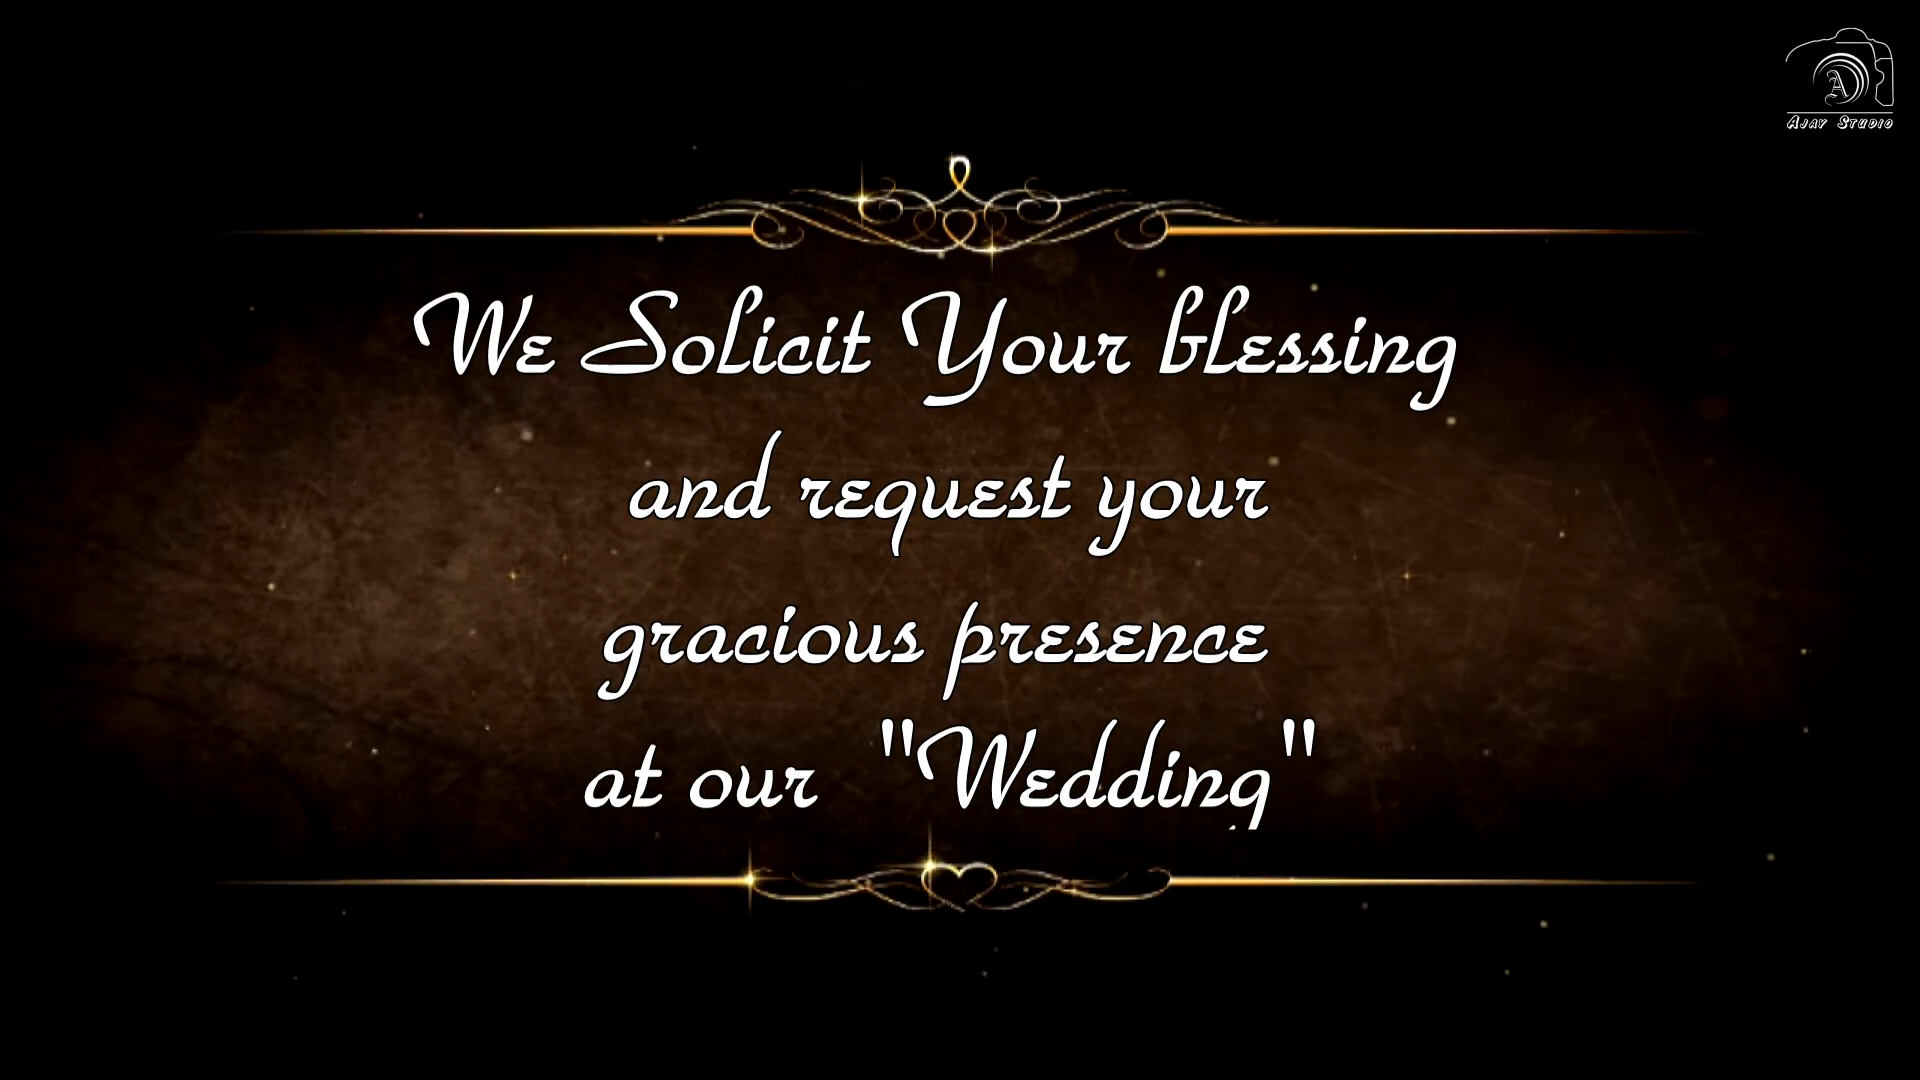 Ajay Studio
We Solicit Your blessing
and request your
gracious presence
at our "Wedding"